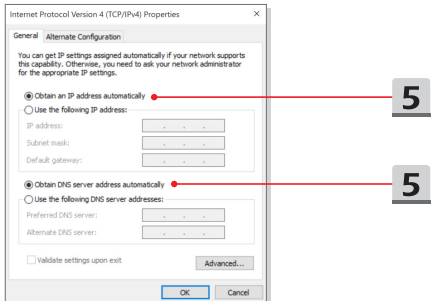 Internet Protocol Version 4 (TCP/IPv4) Properties
General Alternate Configuration
You can get IP settings assigned automatically if your network supports
this capability. Otherwise, you need to ask your network administrator
for the appropriate IP settings.
Obtain an IP address automatically
5
Use the following IP address:
IP address:
Subnet mask:
Default gateway:
Obtain DNS server address automatically
5
Use the following DNS server addresses:
Preferred DNS server:
Alternate DNS server:
Validate settings upon exit
Advanced...
OK Cancel